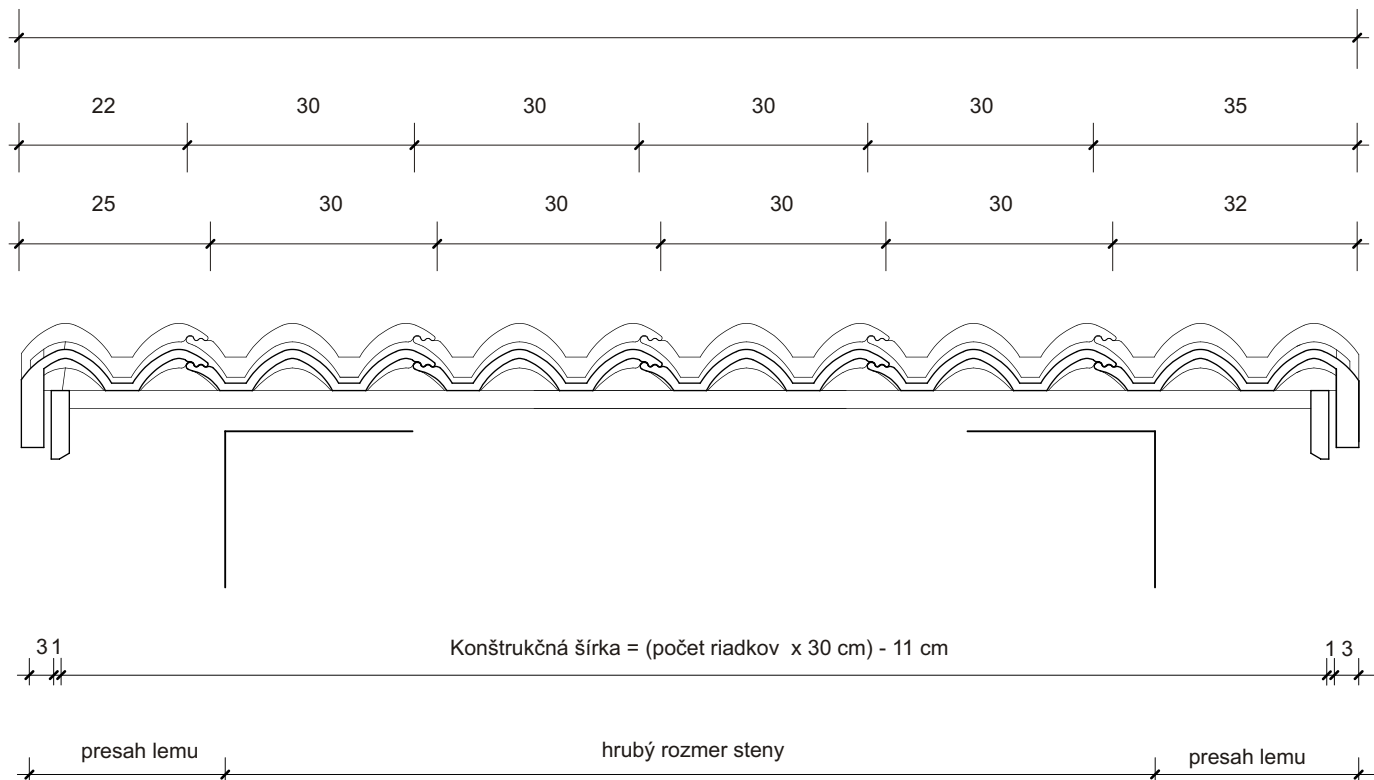 22 30 30 30 30 35
25 30 30 30 30 32
3 1 Konštrukčná šírka = (počet riadkov x 30 cm) - 11 cm 1 3
presah lemu hrubý rozmer steny presah lemu